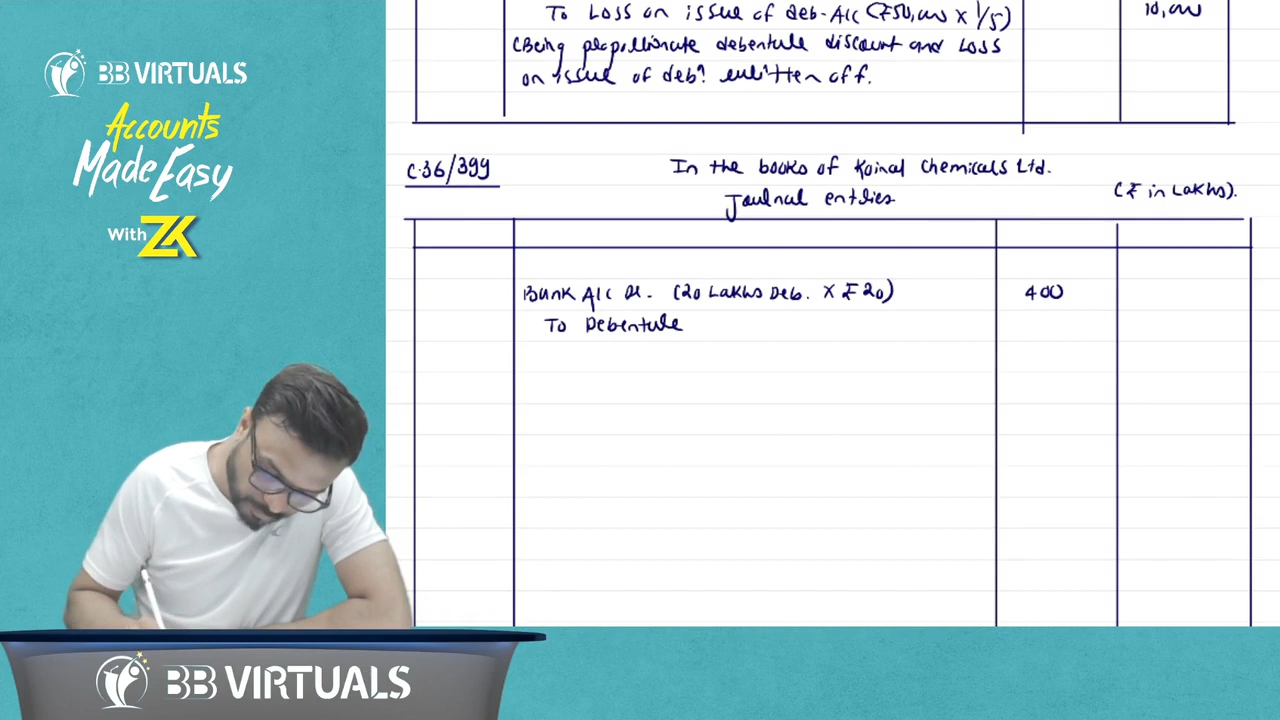 BB VIRTUALS
Accounts
Made Easy
With ZK
To Loss on issue of deb. A/c (₹50,000 x 1/5) 10,000
(Being proportionate debenture discount and Loss
on issue of deb. written off.
C.36/399
In the books of Koinal Chemicals Ltd.
Journal entries
(₹ in Lakhs).
Bank A/c Dr. (20 Lakhs Deb. x ₹20) 400
To Debenture
BB VIRTUALS